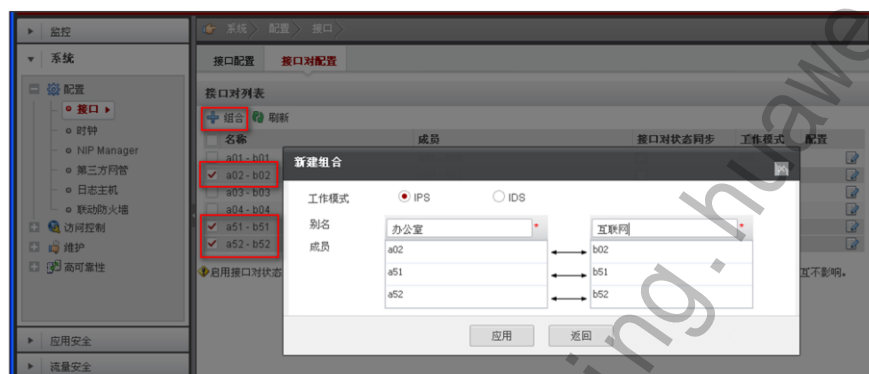 监控
系统
配置
接口
时钟
NIP Manager
第三方网管
日志主机
联动防火墙
访问控制
维护
高可靠性
应用安全
流量安全
系统 配置 接口
接口配置 接口对配置
接口对列表
组合 刷新
名称 成员 接口对状态同步 工作模式 配置
a01 - b01
a02 - b02
a03 - b03
a04 - b04
a51 - b51
a52 - b52
启用接口对状态 互不影响。
新建组合
工作模式 IPS IDS
别名 办公室 * 互联网 *
成员 a02 b02
a51 b51
a52 b52
应用 返回
ing.huawe